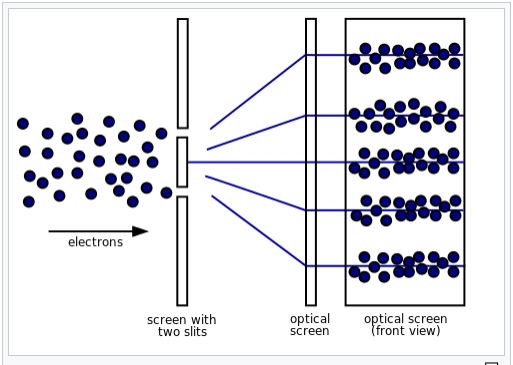 electrons
screen with
two slits
optical
screen
optical screen
(front view)